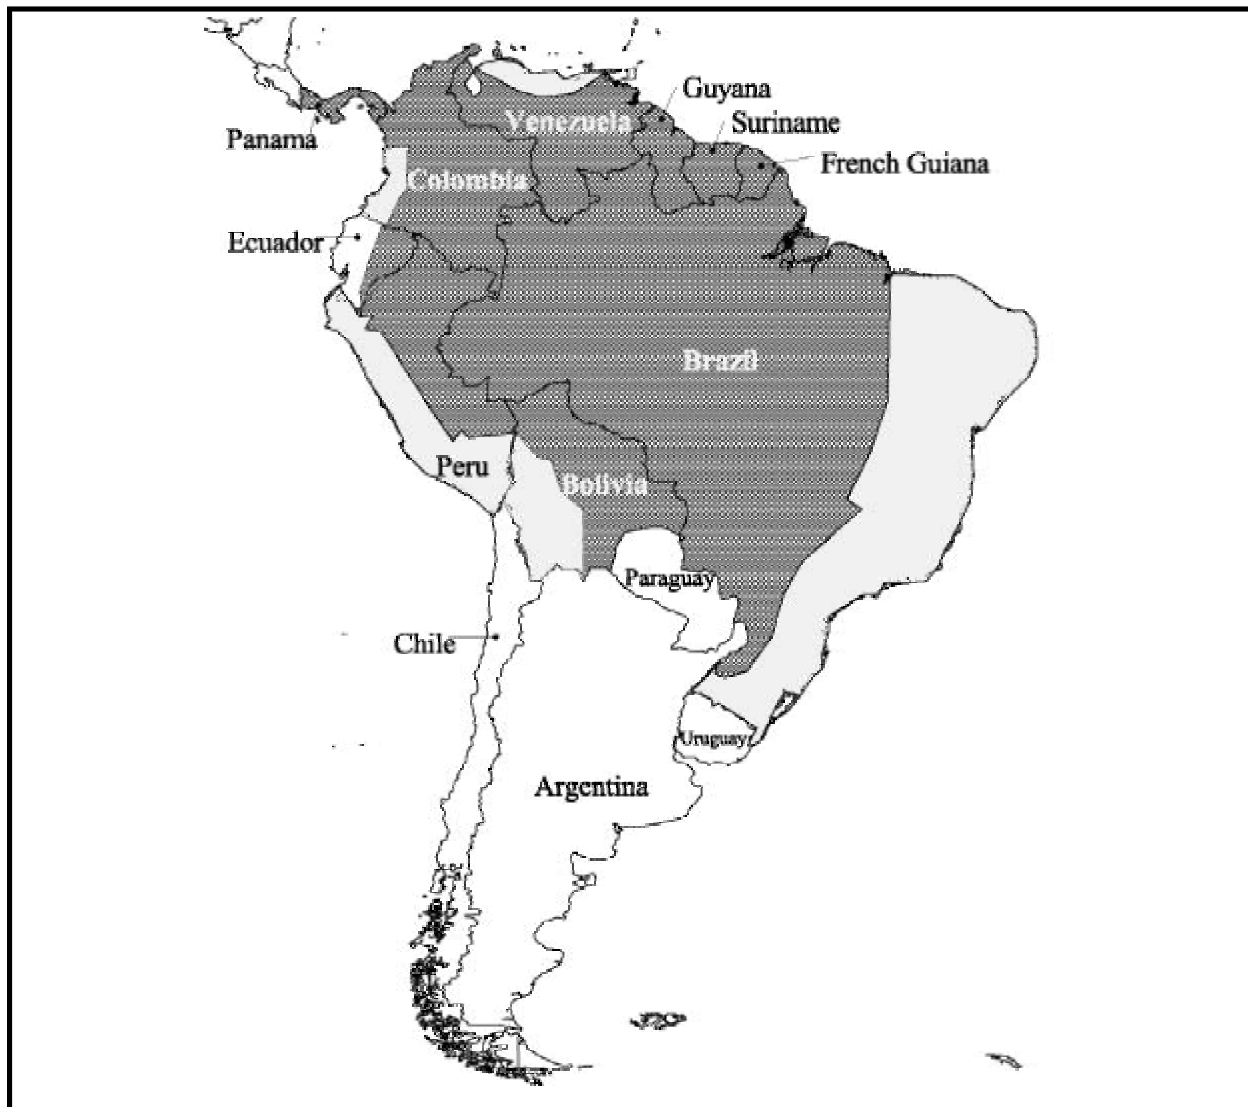 Guyana
Panama
Venezuela
Suriname
French Guiana
Colombia
Ecuador
Brazil
Peru
Bolivia
Paraguay
Chile
Uruguay
Argentina